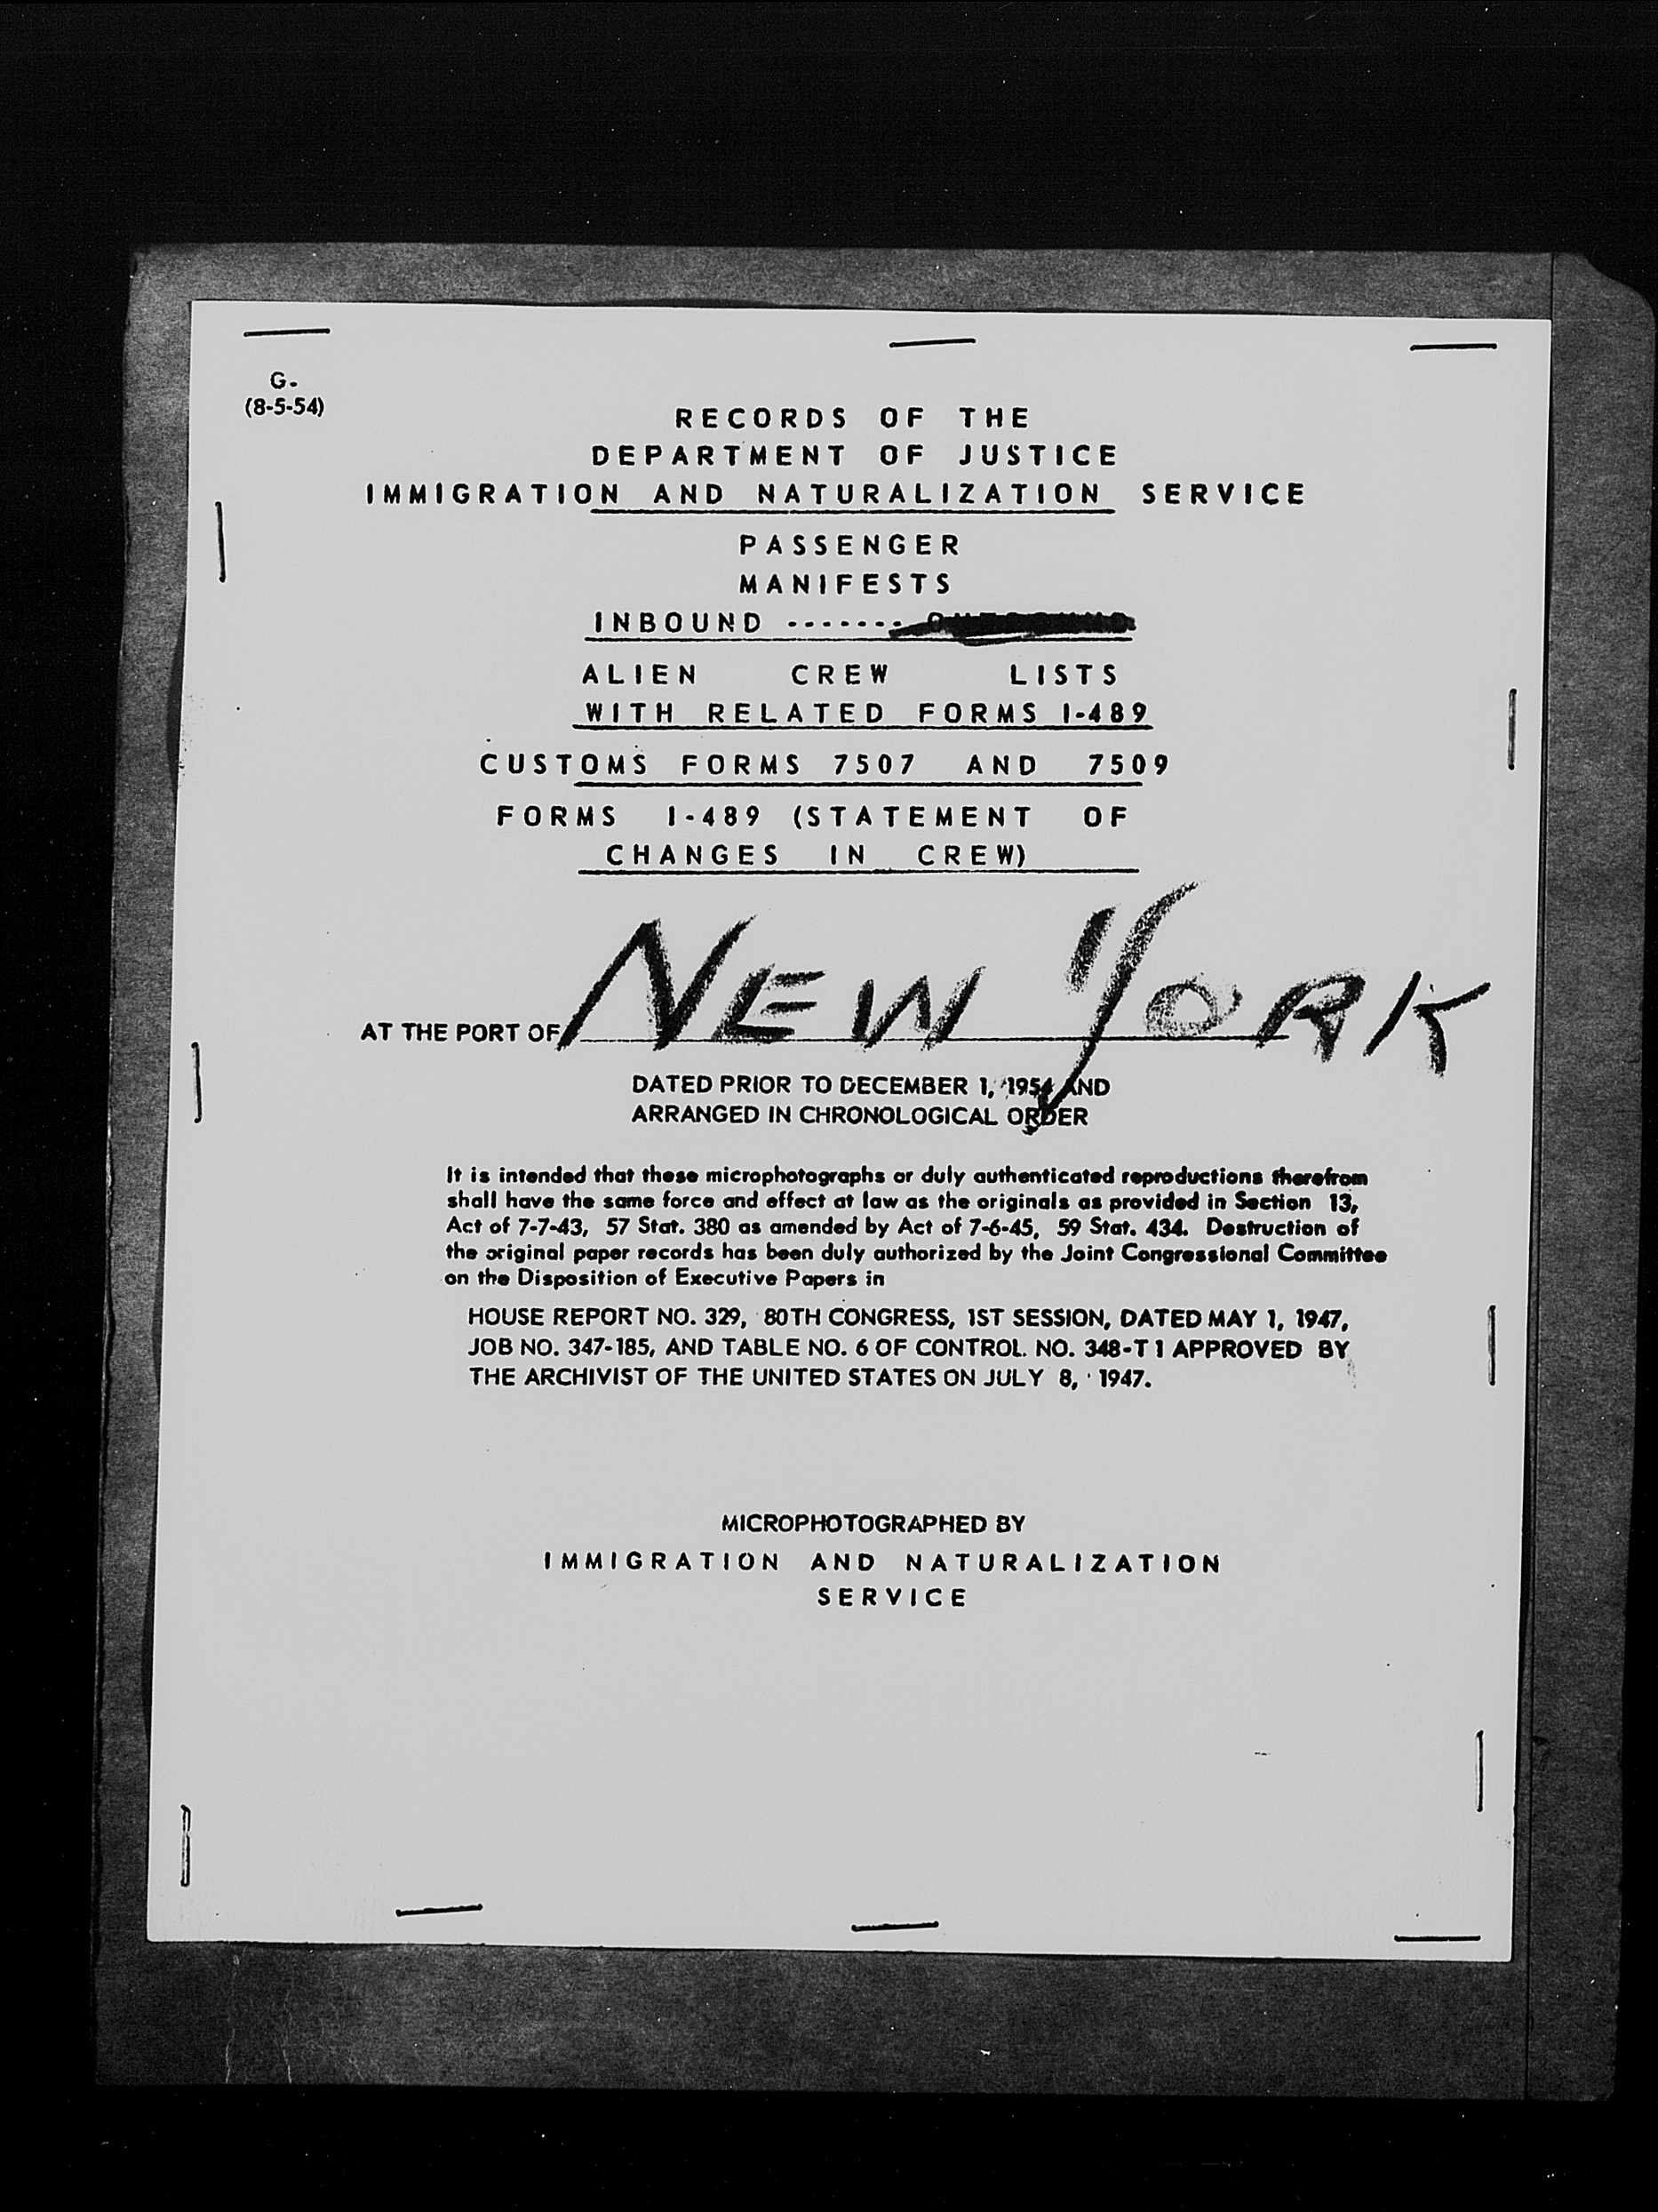 G-
(8-5-54)
RECORDS OF THE
DEPARTMENT OF JUSTICE
IMMIGRATION AND NATURALIZATION SERVICE
PASSENGER
MANIFESTS
INBOUND -------
ALIEN CREW LISTS
WITH RELATED FORMS I-489
CUSTOMS FORMS 7507 AND 7509
FORMS I-489 (STATEMENT OF
CHANGES IN CREW)
AT THE PORT OF NEW YORK
DATED PRIOR TO DECEMBER 1, 1954 AND
ARRANGED IN CHRONOLOGICAL ORDER
It is intended that these microphotographs or duly authenticated reproductions therefrom
shall have the same force and effect at law as the originals as provided in Section 13,
Act of 7-7-43, 57 Stat. 380 as amended by Act of 7-6-45, 59 Stat. 434. Destruction of
the original paper records has been duly authorized by the Joint Congressional Committee
on the Disposition of Executive Papers in
HOUSE REPORT NO. 329, 80TH CONGRESS, 1ST SESSION, DATED MAY 1, 1947,
JOB NO. 347-185, AND TABLE NO. 6 OF CONTROL NO. 348-T 1 APPROVED BY
THE ARCHIVIST OF THE UNITED STATES ON JULY 8, 1947.
MICROPHOTOGRAPHED BY
IMMIGRATION AND NATURALIZATION
SERVICE